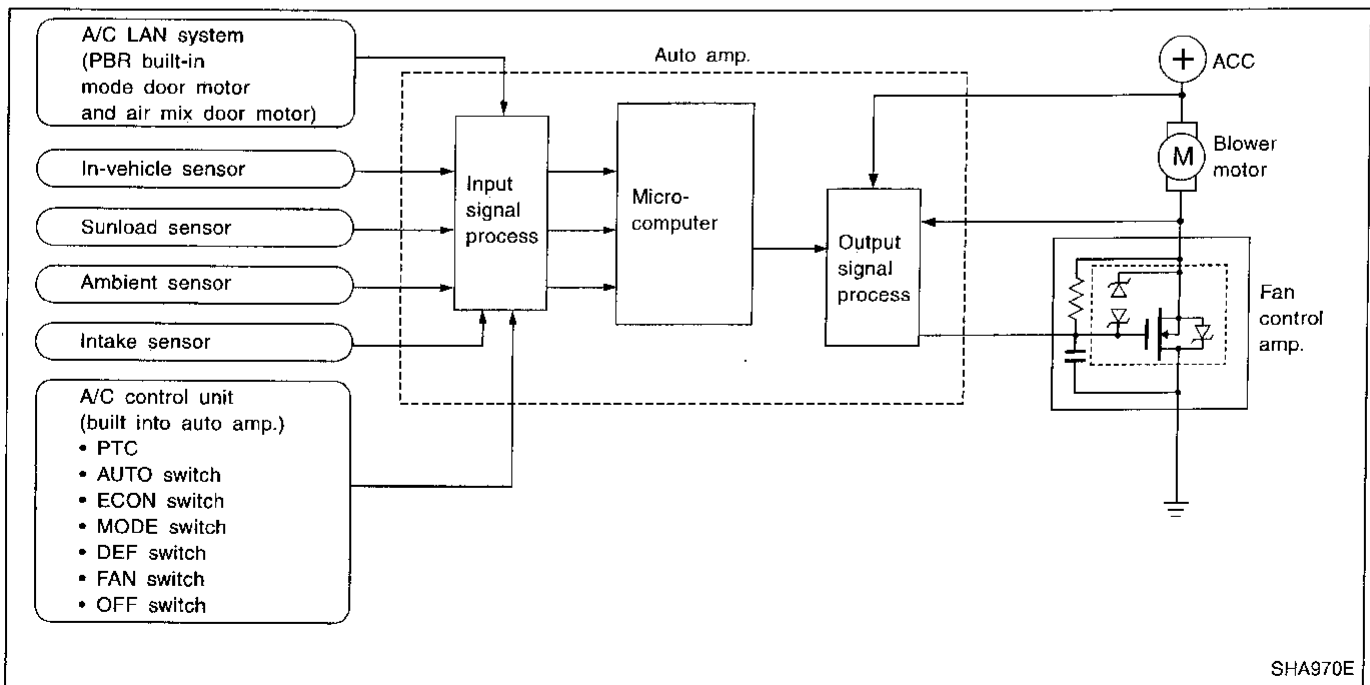 A/C LAN system
(PBR built-in
mode door motor
and air mix door motor)
In-vehicle sensor
Sunload sensor
Ambient sensor
Intake sensor
A/C control unit
(built into auto amp.)
• PTC
• AUTO switch
• ECON switch
• MODE switch
• DEF switch
• FAN switch
• OFF switch
Auto amp.
Input
signal
process
Micro-
computer
Output
signal
process
+
ACC
M
Blower
motor
Fan
control
amp.
SHA970E